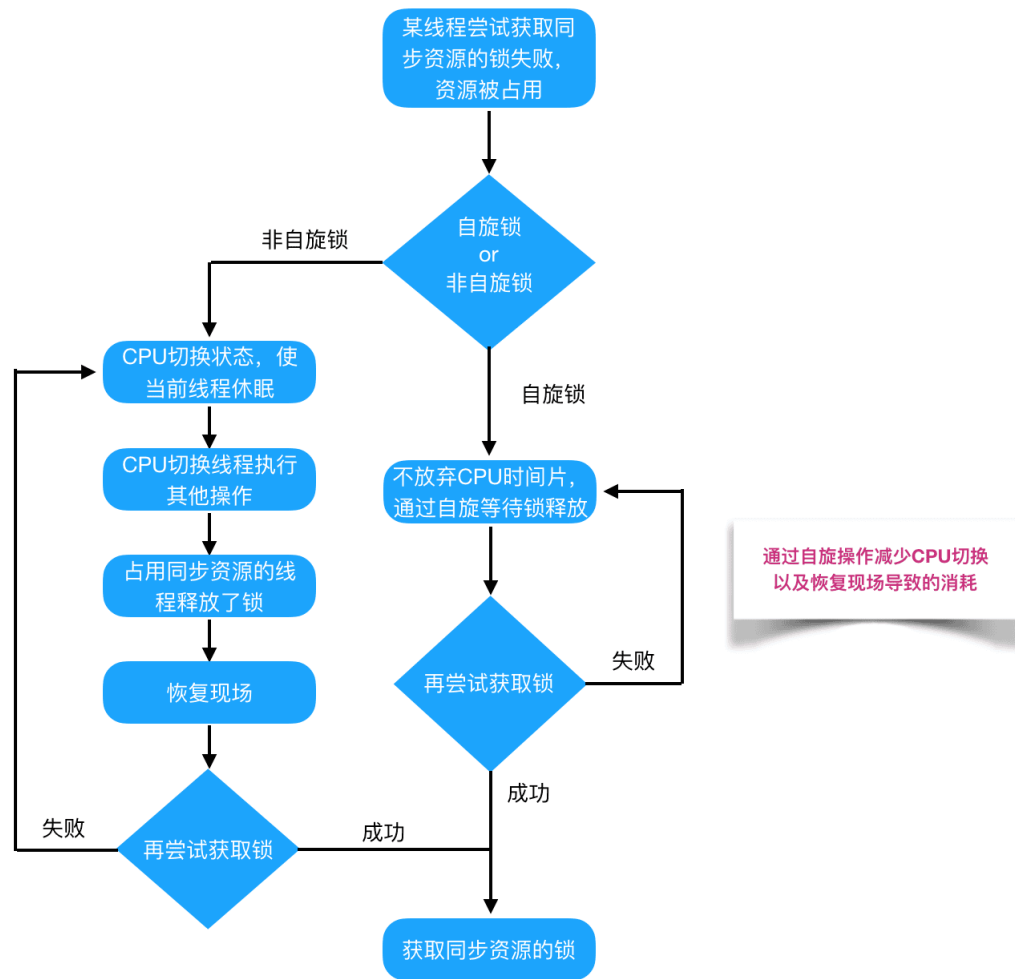 某线程尝试获取同
步资源的锁失败，
资源被占用
自旋锁
or
非自旋锁
非自旋锁
自旋锁
CPU切换状态，使
当前线程休眠
CPU切换线程执行
其他操作
占用同步资源的线
程释放了锁
恢复现场
再尝试获取锁
失败
成功
不放弃CPU时间片，
通过自旋等待锁释放
再尝试获取锁
失败
成功
获取同步资源的锁
通过自旋操作减少CPU切换
以及恢复现场导致的消耗